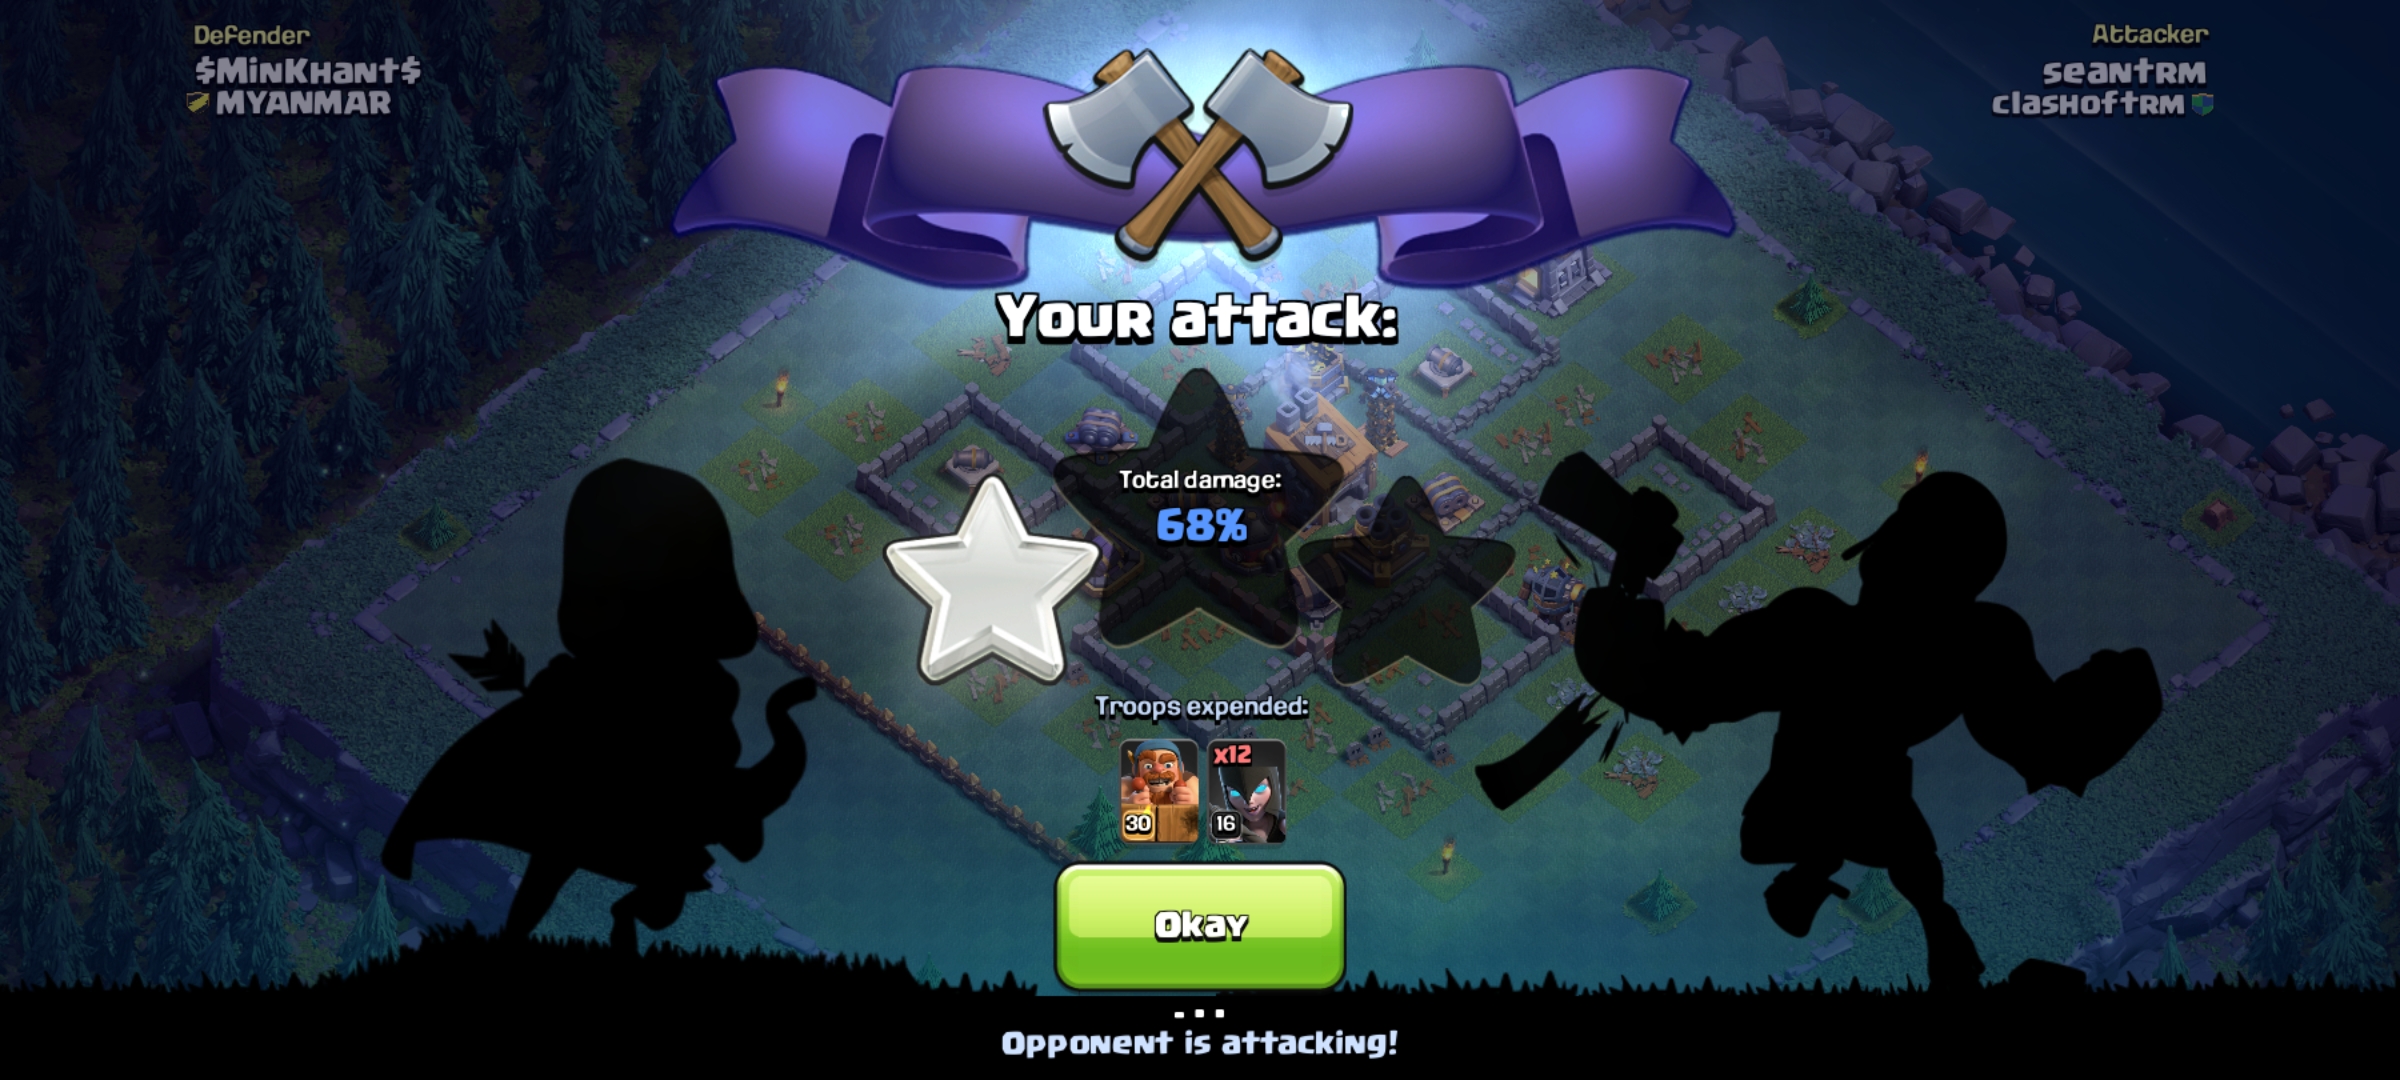 Defender
$MinKhant$
MYANMAR
Attacker
seantrm
clashoftrm
Your attack:
Total damage:
68%
Troops expended:
x12
30
16
Okay
Opponent is attacking!